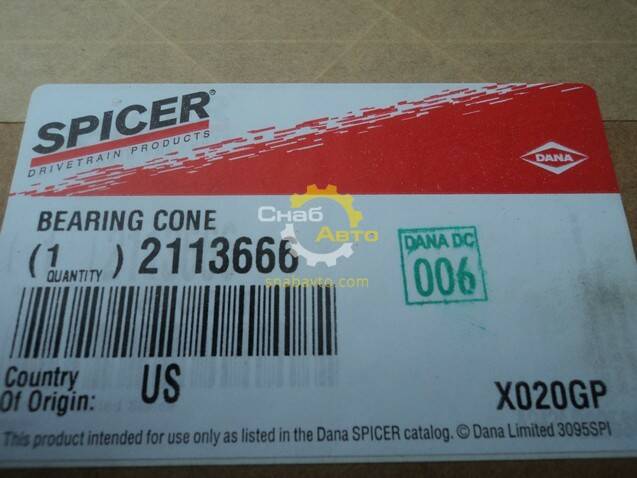 SPICER®
DRIVETRAIN PRODUCTS
DANA
BEARING CONE
(1) 2113666
QUANTITY
Снаб Авто
snabavto.com
DANA DC
006
Country
Of Origin: US
X020GP
This product intended for use only as listed in the Dana SPICER catalog. © Dana Limited 3095SPI